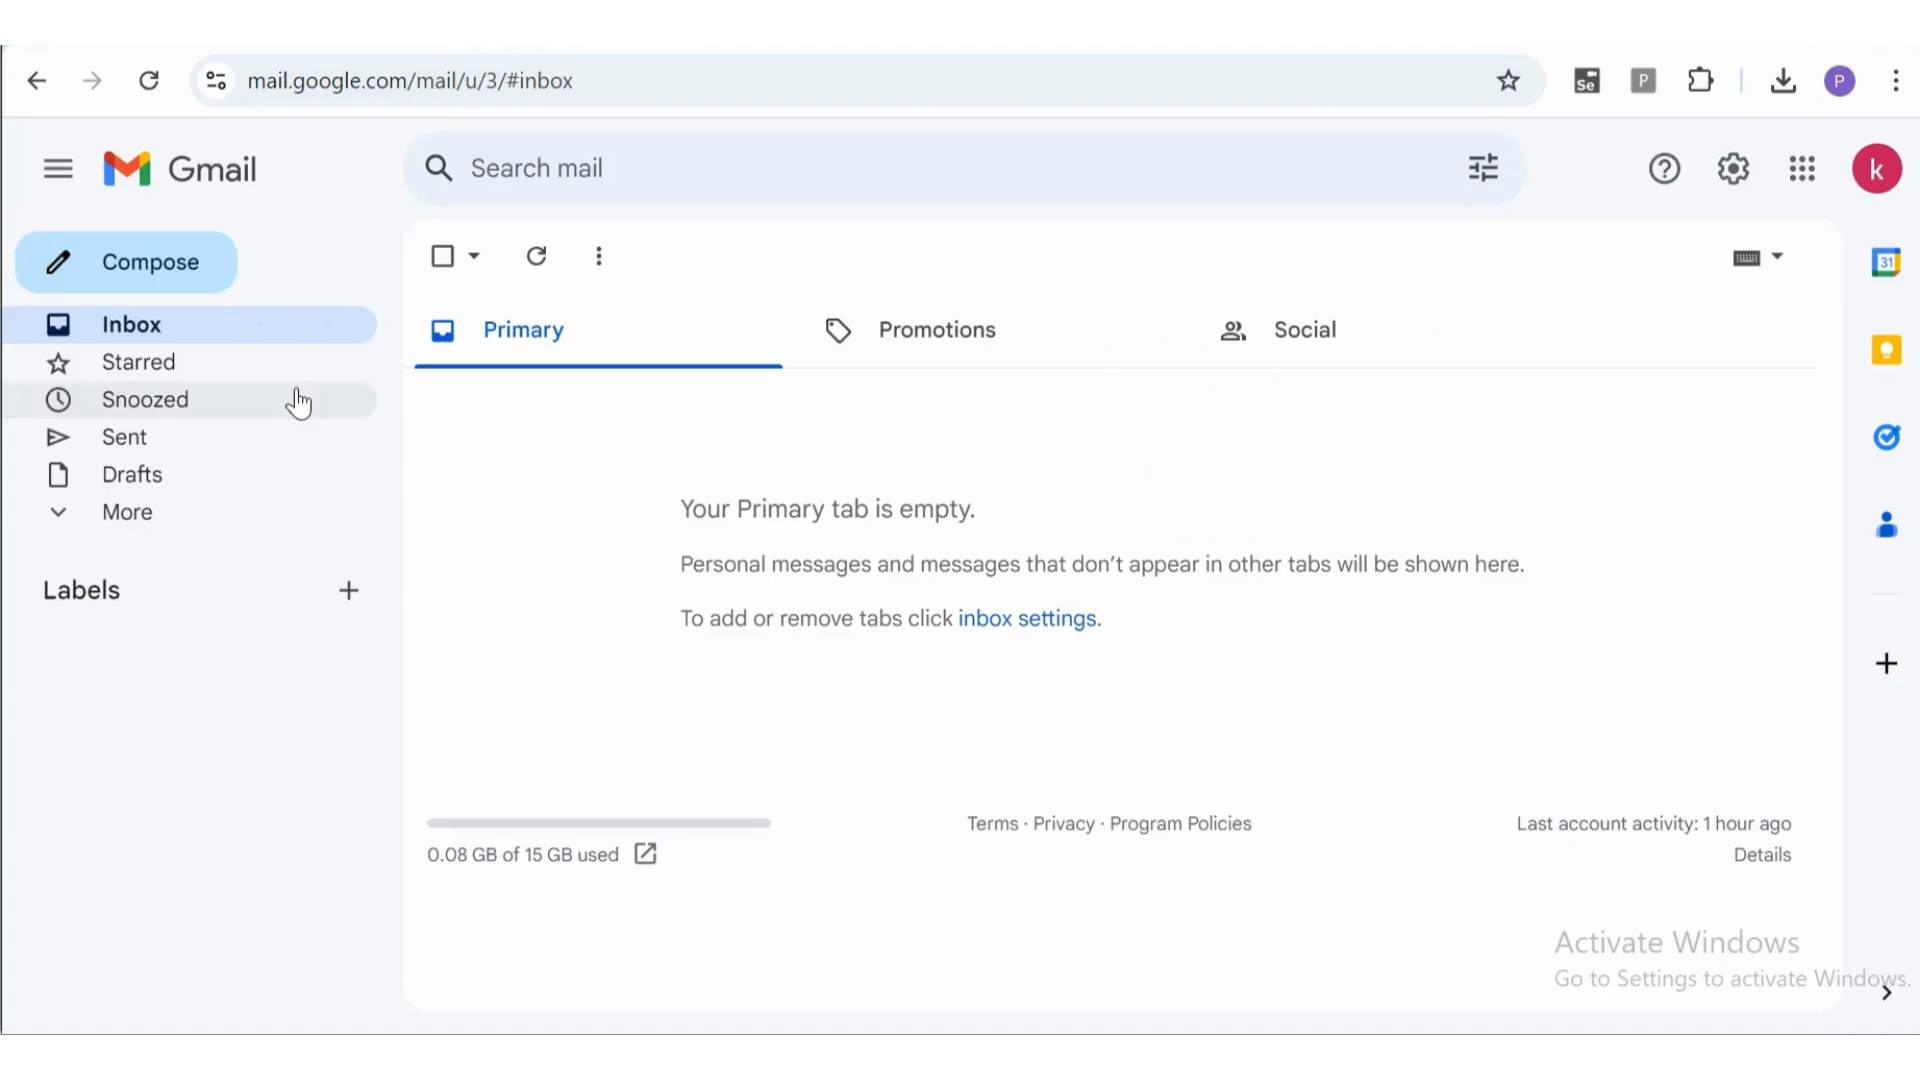 mail.google.com/mail/u/3/#inbox
Se
P
P
Gmail
Search mail
k
Compose
Inbox
Starred
Snoozed
Sent
Drafts
More
Labels
Primary
Promotions
Social
31
Your Primary tab is empty.
Personal messages and messages that don’t appear in other tabs will be shown here.
To add or remove tabs click inbox settings.
0.08 GB of 15 GB used
Terms · Privacy · Program Policies
Last account activity: 1 hour ago
Details
Activate Windows
Go to Settings to activate Windows.